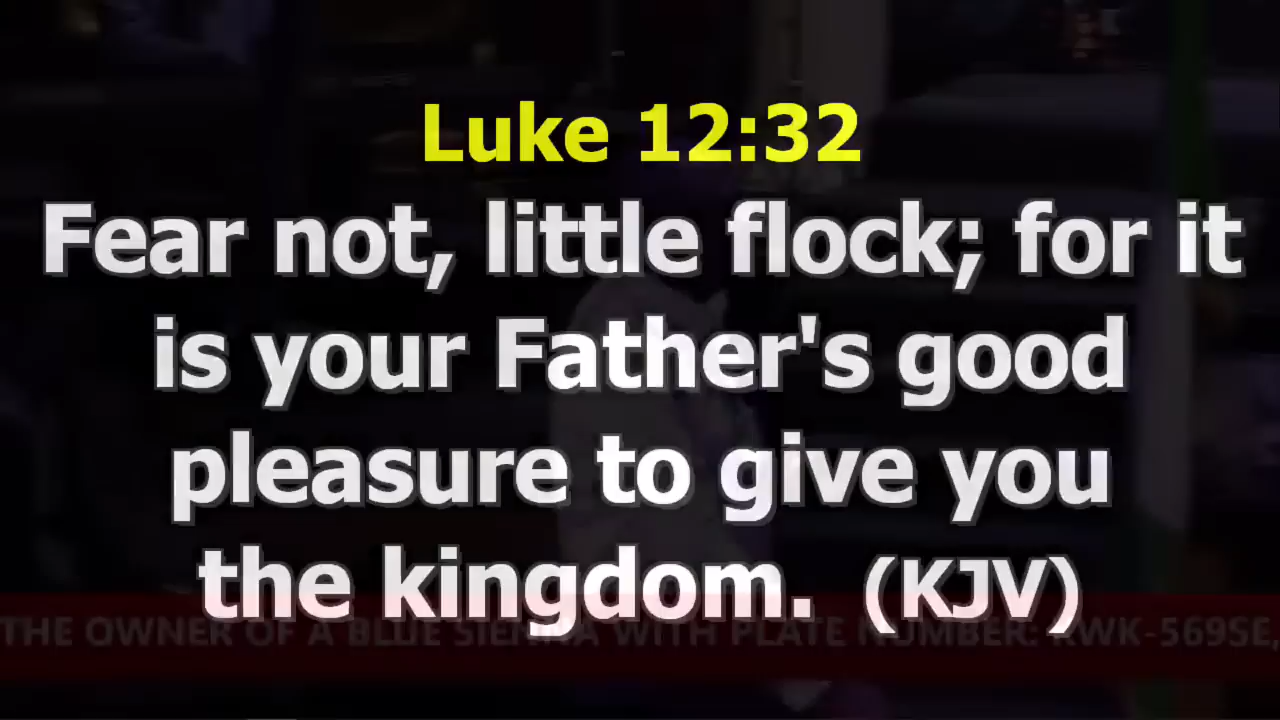 Luke 12:32
Fear not, little flock; for it
is your Father's good
pleasure to give you
the kingdom. (KJV)
THE OWNER OF A BLUE SIENNA WITH PLATE NUMBER: RWK-569SE,